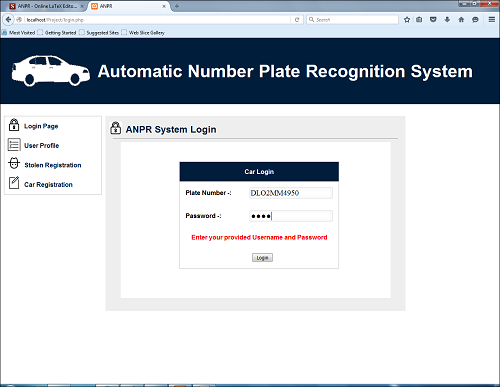 ANPR - Online LaTeX Edito...
ANPR
localhost/Project/login.php
Search
Most Visited
Getting Started
Suggested Sites
Web Slice Gallery
Automatic Number Plate Recognition System
Login Page
User Profile
Stolen Registration
Car Registration
ANPR System Login
Car Login
Plate Number -: DLO2MM4950
Password -: ●●●●
Enter your provided Username and Password
Login